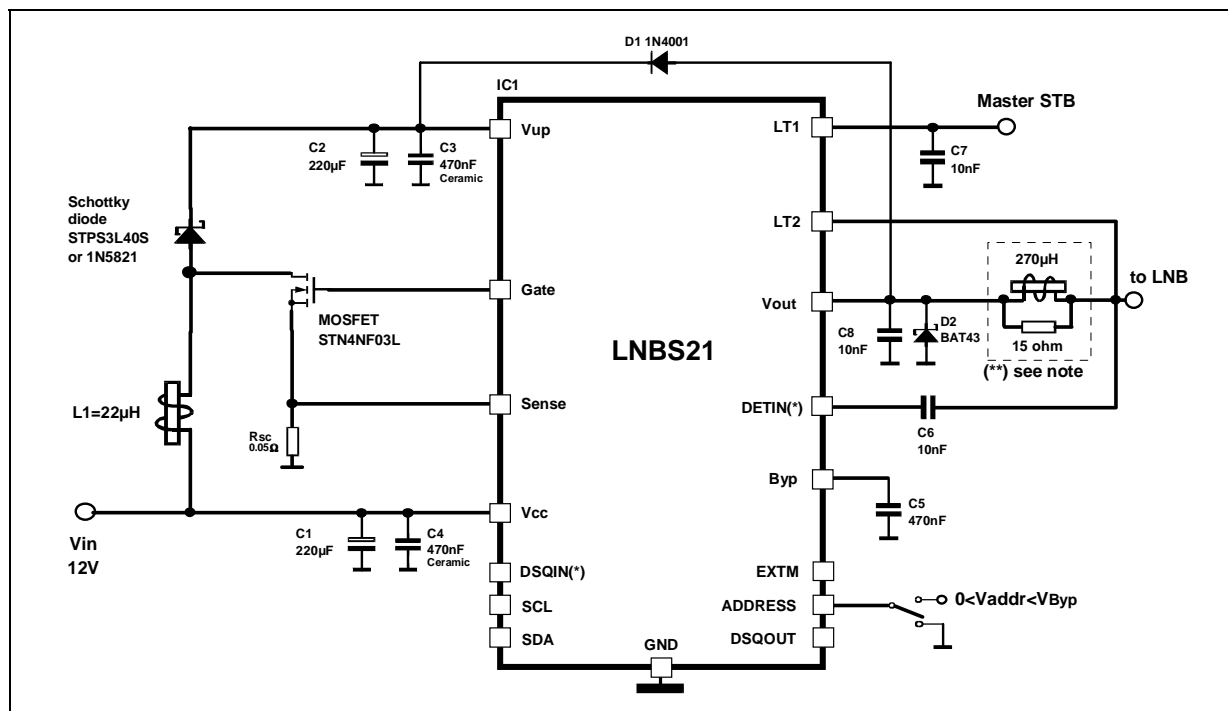 D1 1N4001
IC1
Master STB
Vup
LT1
C2
220µF
C3
470nF
Ceramic
C7
10nF
Schottky
diode
STPS3L40S
or 1N5821
LT2
270µH
to LNB
Gate
Vout
MOSFET
STN4NF03L
C8
10nF
D2
BAT43
15 ohm
(**) see note
LNBS21
L1=22µH
Sense
DETIN(*)
Rsc
0.05Ω
C6
10nF
Byp
C5
470nF
Vcc
Vin
12V
C1
220µF
C4
470nF
Ceramic
DSQIN(*)
EXTM
SCL
ADDRESS
0<Vaddr<VByp
SDA
GND
DSQOUT